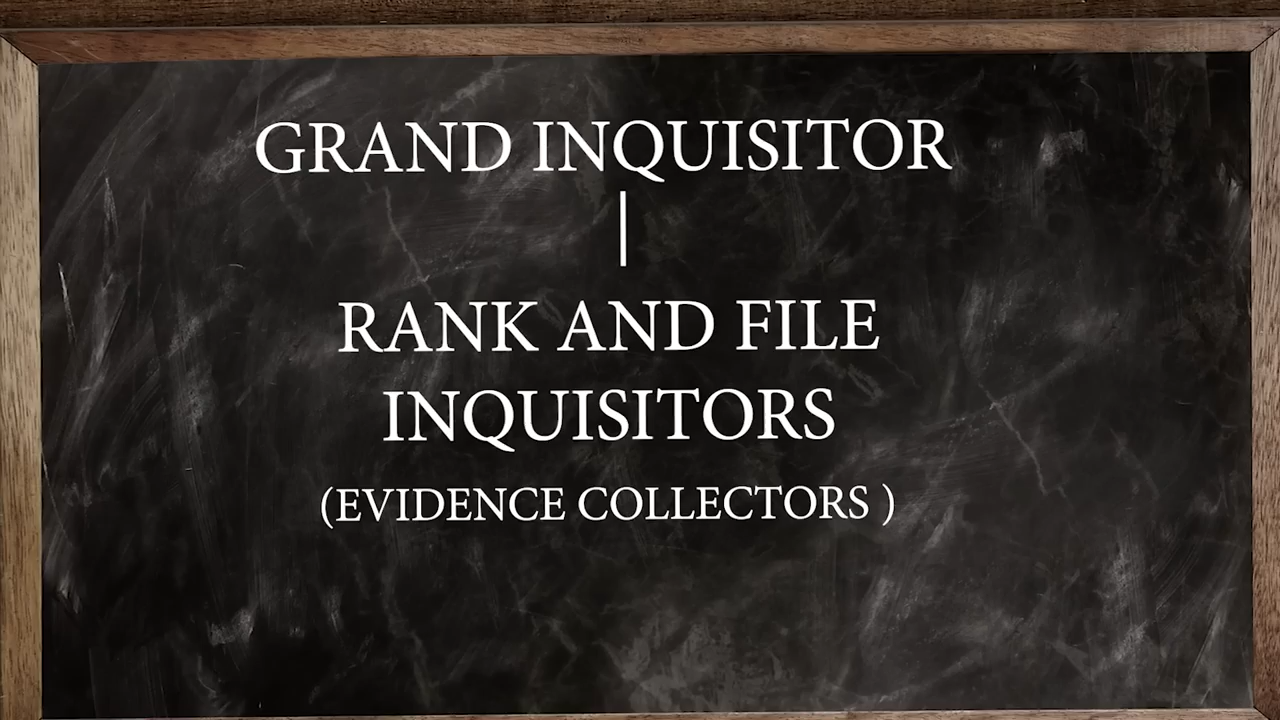 GRAND INQUISITOR
RANK AND FILE
INQUISITORS
(EVIDENCE COLLECTORS )